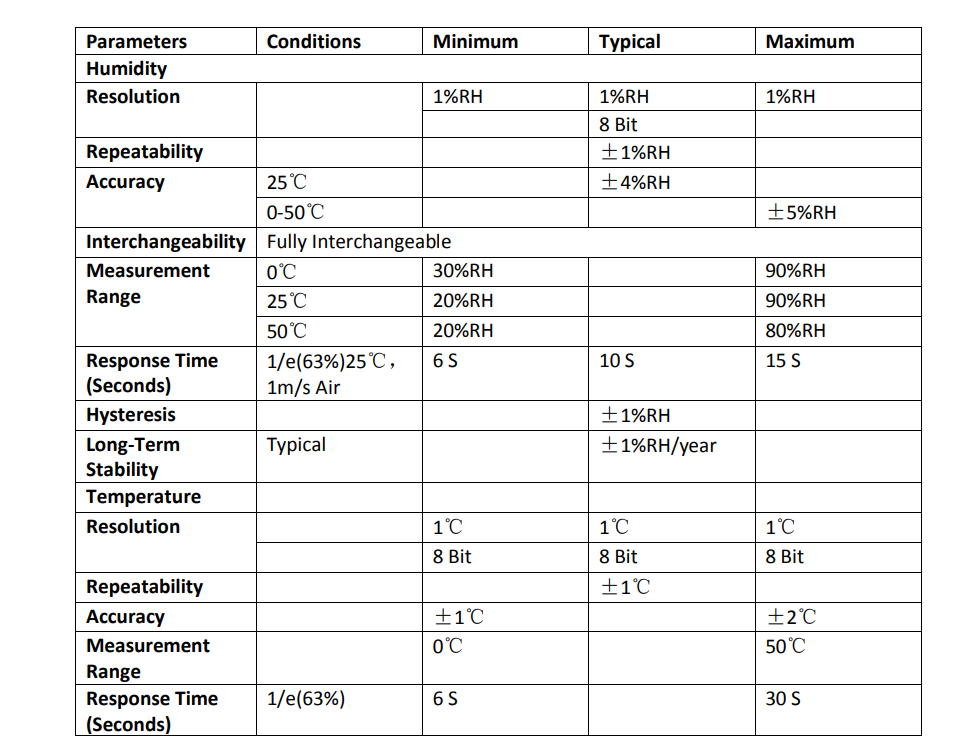 Parameters Conditions Minimum Typical Maximum
Humidity
Resolution 1%RH 1%RH 1%RH
8 Bit
Repeatability ±1%RH
Accuracy 25℃ ±4%RH
0-50℃ ±5%RH
Interchangeability Fully Interchangeable
Measurement Range 0℃ 30%RH 90%RH
25℃ 20%RH 90%RH
50℃ 20%RH 80%RH
Response Time (Seconds) 1/e(63%)25℃， 1m/s Air 6 S 10 S 15 S
Hysteresis ±1%RH
Long-Term Stability Typical ±1%RH/year
Temperature
Resolution 1℃ 1℃ 1℃
8 Bit 8 Bit 8 Bit
Repeatability ±1℃
Accuracy ±1℃ ±2℃
Measurement Range 0℃ 50℃
Response Time (Seconds) 1/e(63%) 6 S 30 S